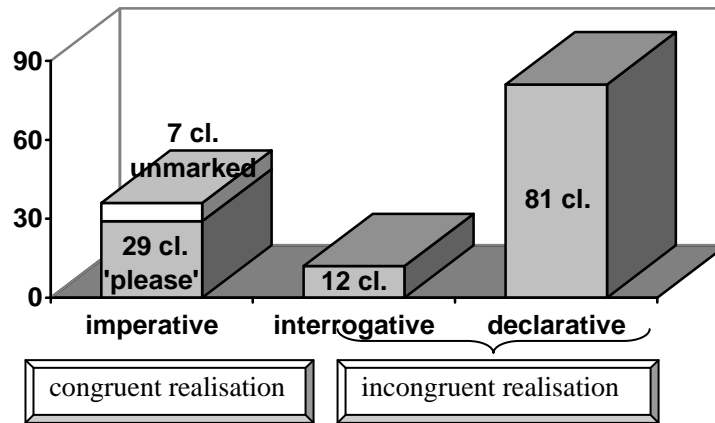 90
60
30
0
7 cl.
unmarked
29 cl.
'please'
12 cl.
81 cl.
imperative interrogative declarative
congruent realisation incongruent realisation